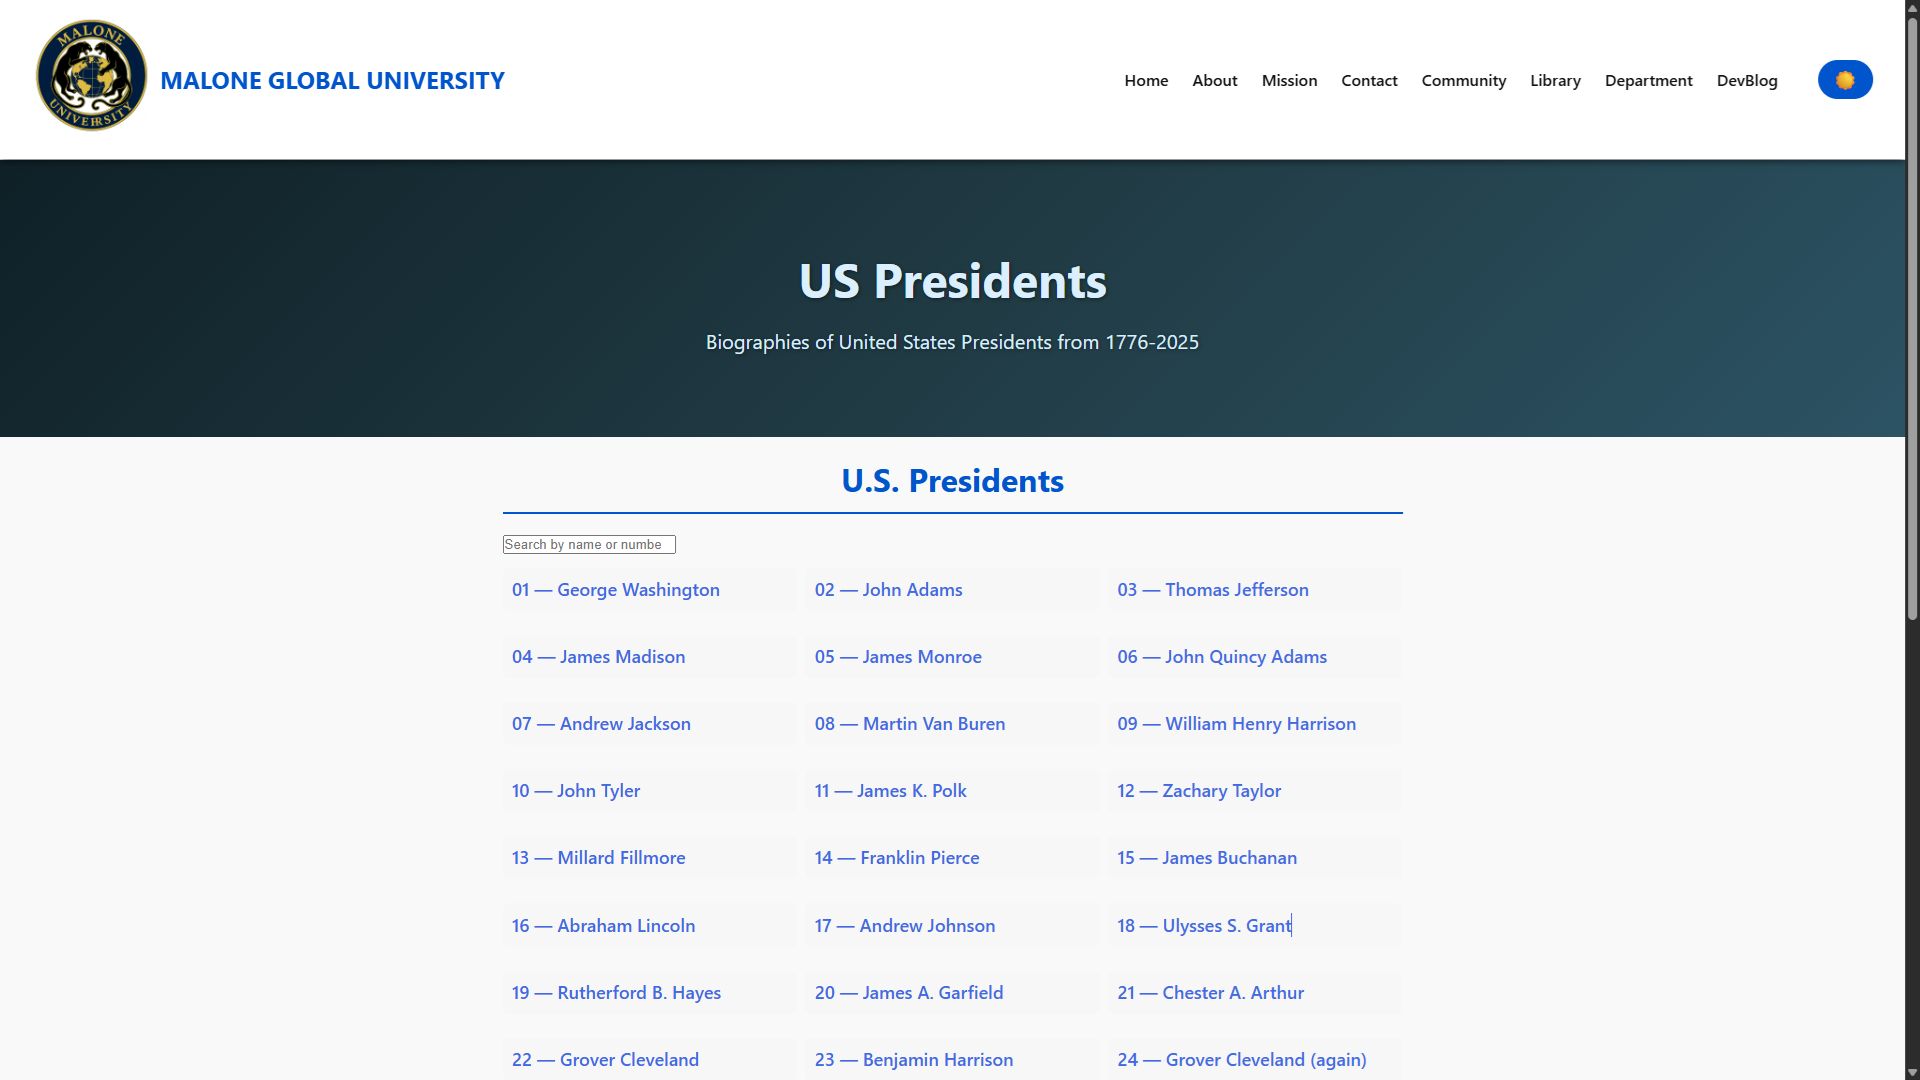 MALONE
UNIVERSITY
MALONE GLOBAL UNIVERSITY
Home About Mission Contact Community Library Department DevBlog
US Presidents
Biographies of United States Presidents from 1776-2025
U.S. Presidents
Search by name or numbe
01 — George Washington 02 — John Adams 03 — Thomas Jefferson
04 — James Madison 05 — James Monroe 06 — John Quincy Adams
07 — Andrew Jackson 08 — Martin Van Buren 09 — William Henry Harrison
10 — John Tyler 11 — James K. Polk 12 — Zachary Taylor
13 — Millard Fillmore 14 — Franklin Pierce 15 — James Buchanan
16 — Abraham Lincoln 17 — Andrew Johnson 18 — Ulysses S. Grant
19 — Rutherford B. Hayes 20 — James A. Garfield 21 — Chester A. Arthur
22 — Grover Cleveland 23 — Benjamin Harrison 24 — Grover Cleveland (again)